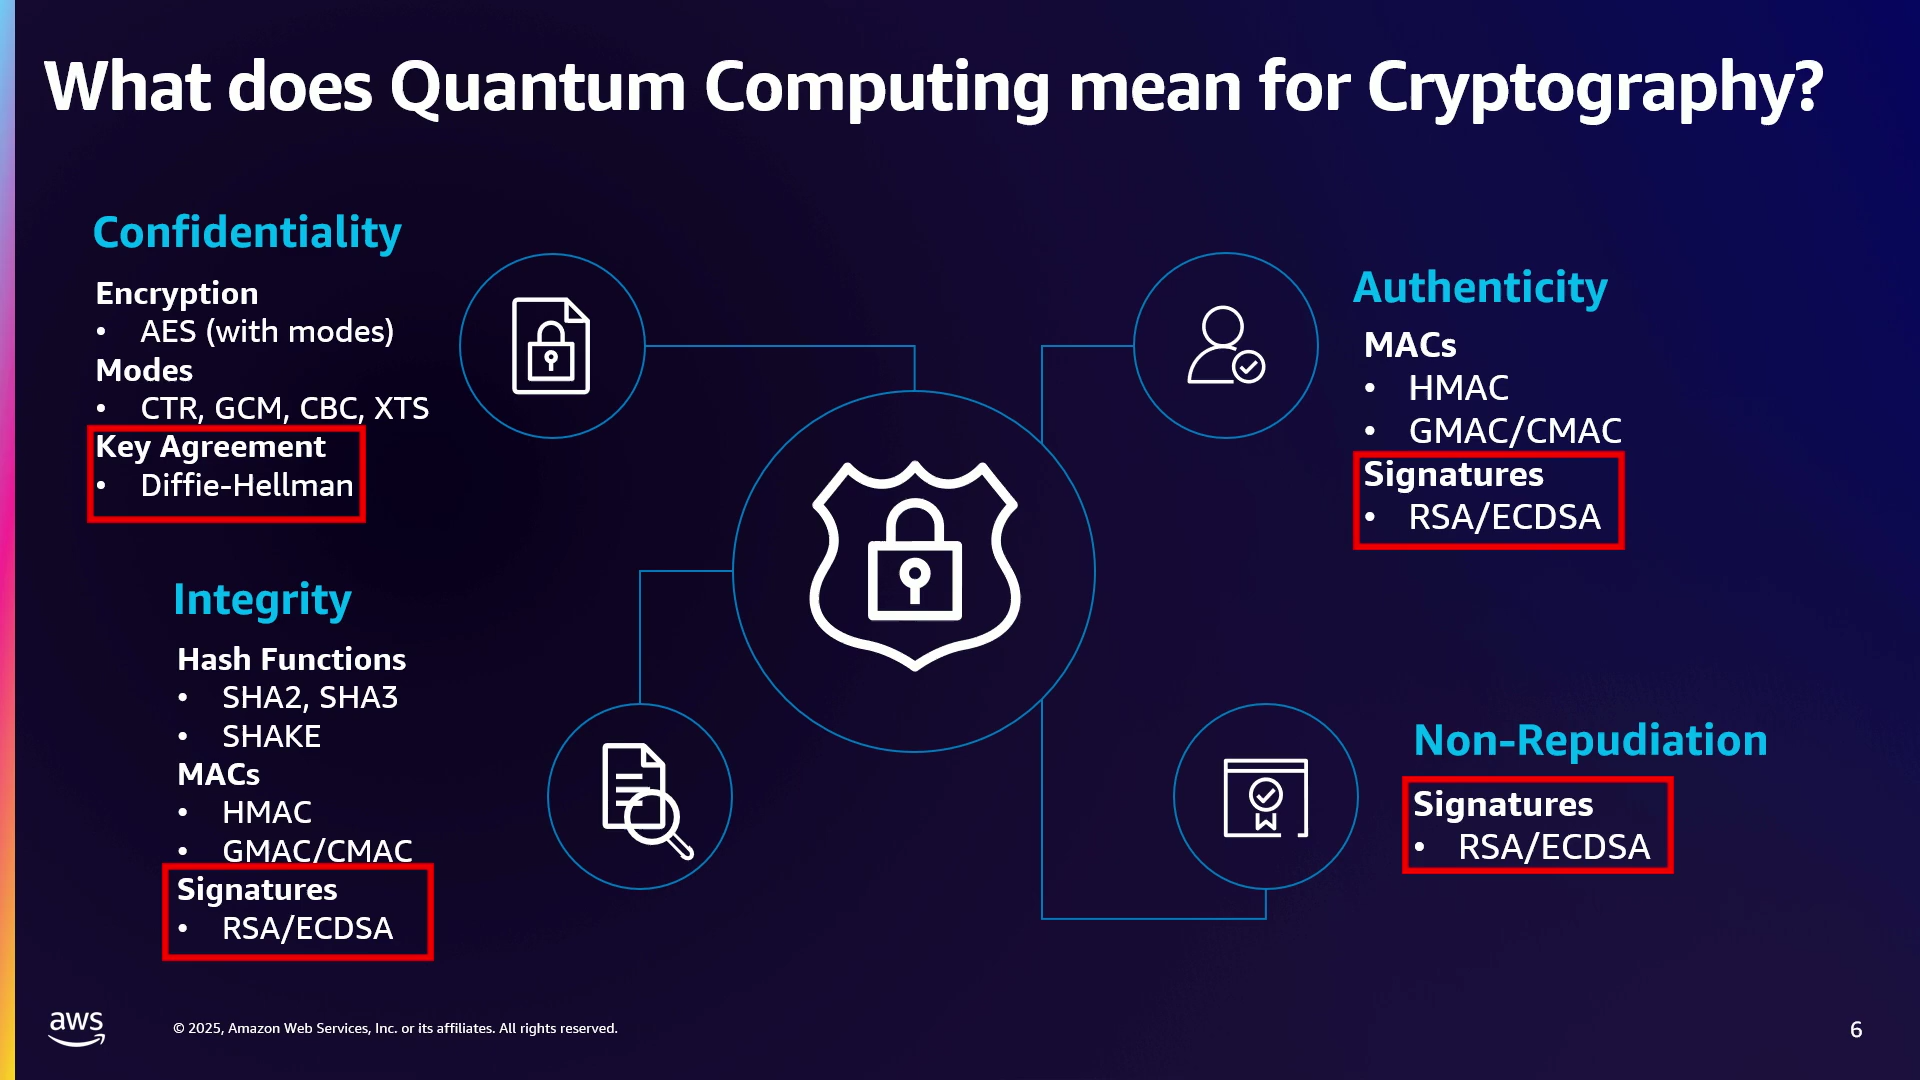 What does Quantum Computing mean for Cryptography?
Confidentiality
Encryption
• AES (with modes)
Modes
• CTR, GCM, CBC, XTS
Key Agreement
• Diffie-Hellman
Integrity
Hash Functions
• SHA2, SHA3
• SHAKE
MACs
• HMAC
• GMAC/CMAC
Signatures
• RSA/ECDSA
Authenticity
MACs
• HMAC
• GMAC/CMAC
Signatures
• RSA/ECDSA
Non-Repudiation
Signatures
• RSA/ECDSA
aws
© 2025, Amazon Web Services, Inc. or its affiliates. All rights reserved.
6